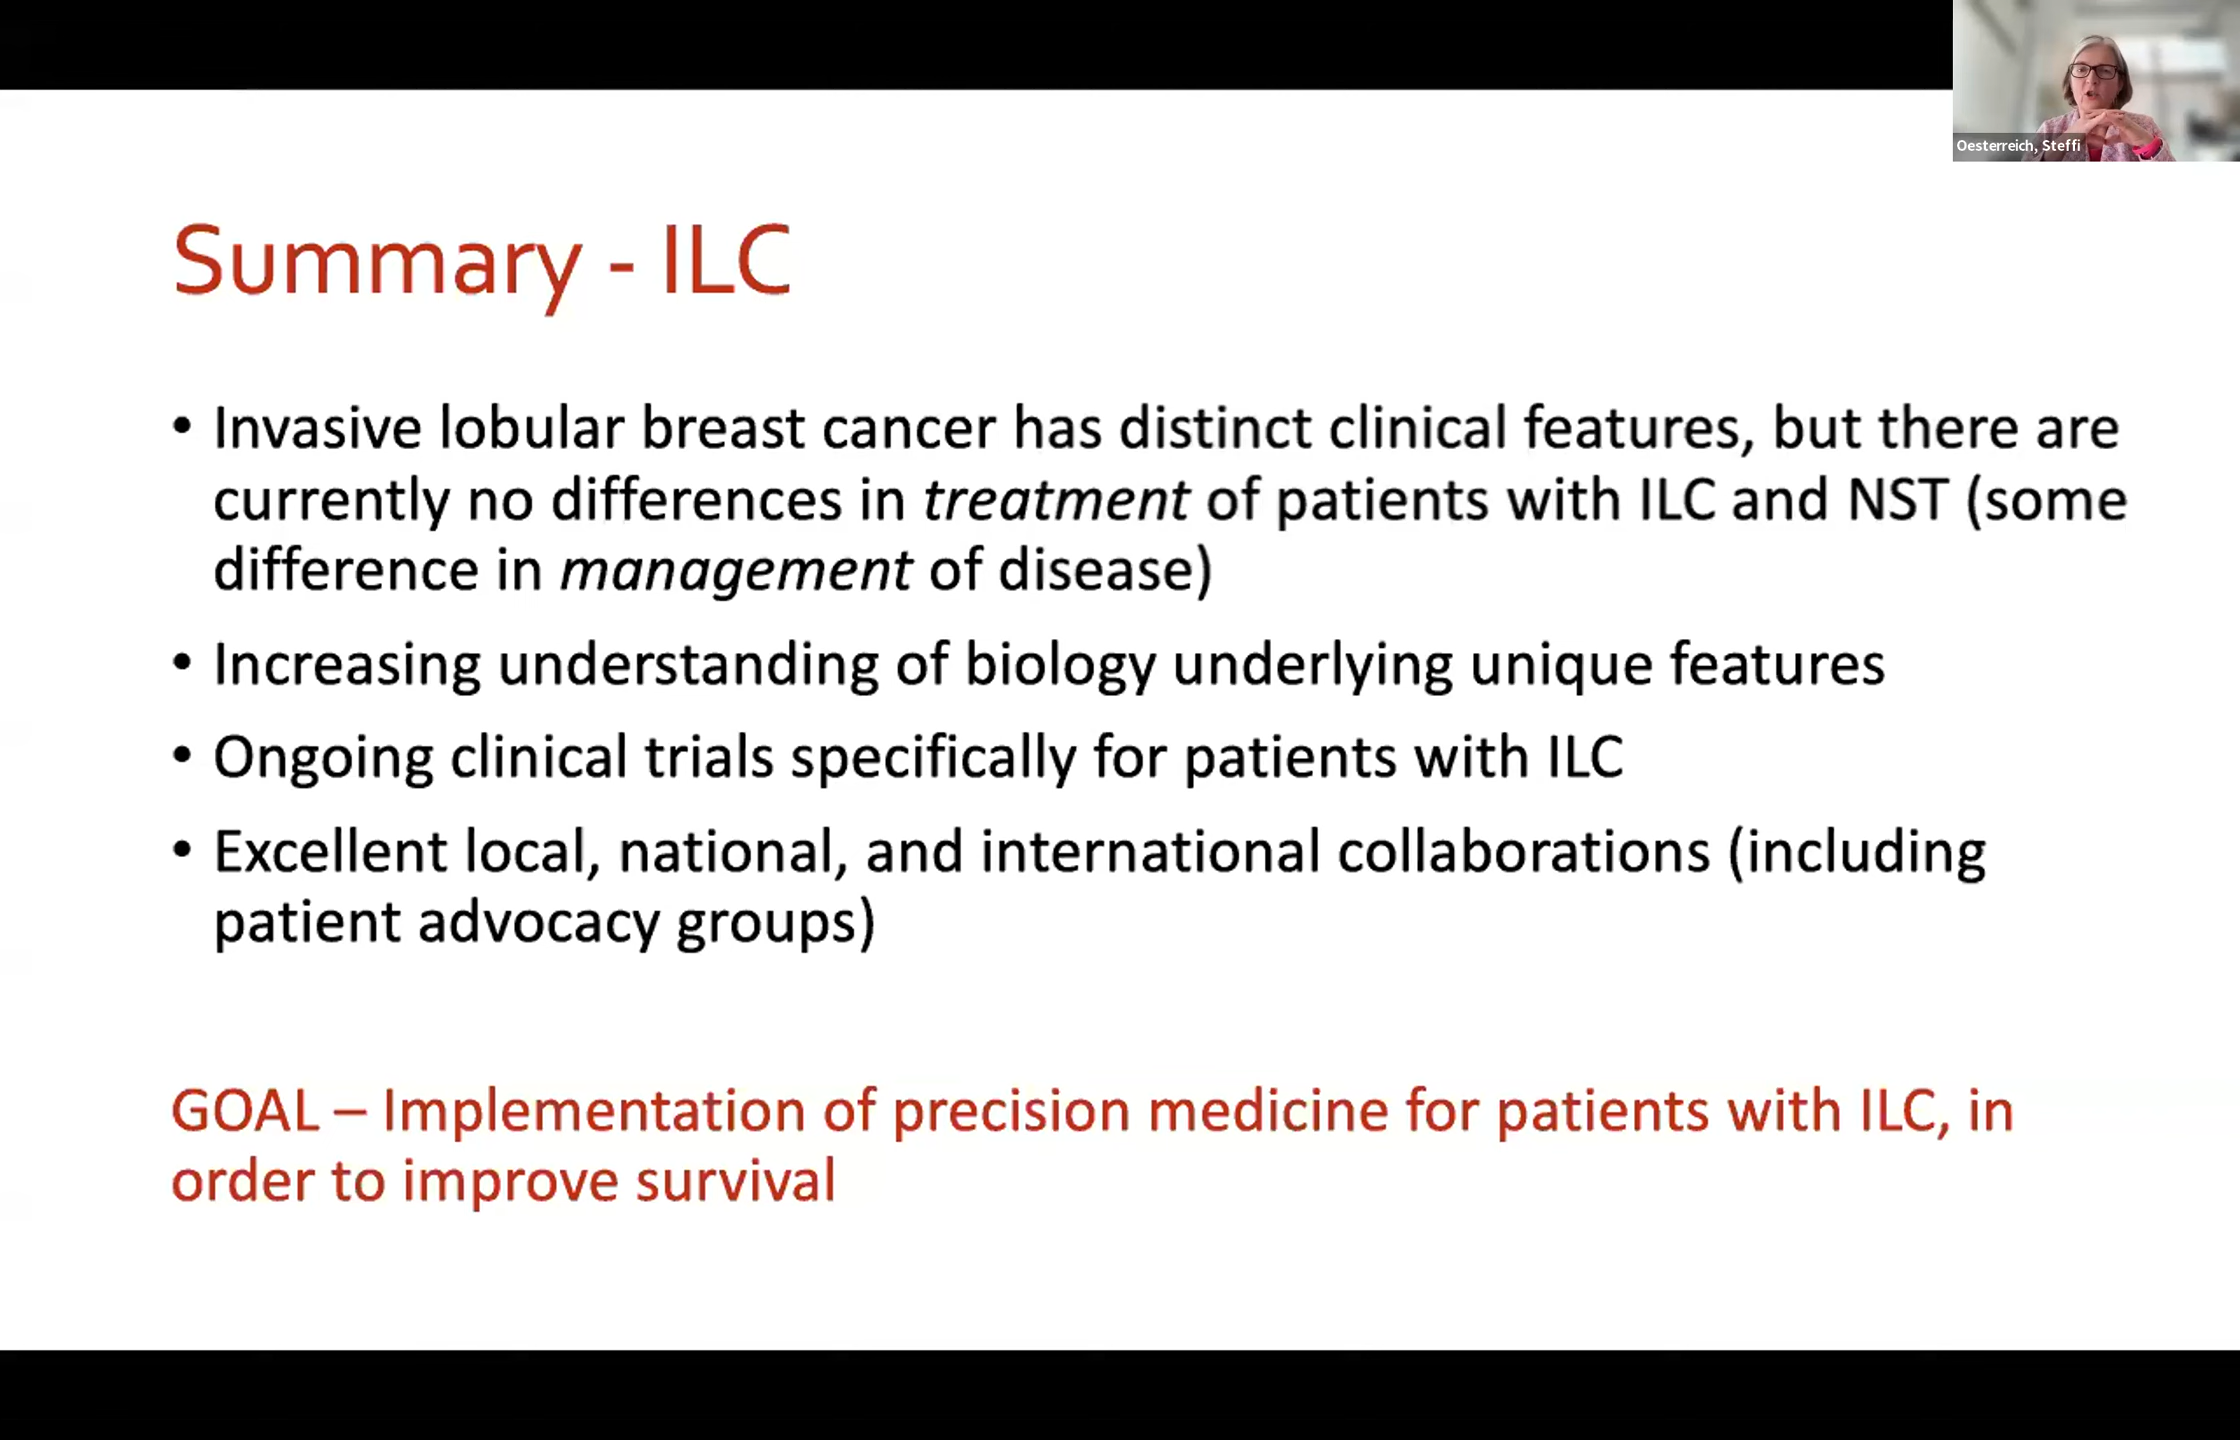 Oesterreich, Steffi
Summary - ILC
• Invasive lobular breast cancer has distinct clinical features, but there are
currently no differences in treatment of patients with ILC and NST (some
difference in management of disease)
• Increasing understanding of biology underlying unique features
• Ongoing clinical trials specifically for patients with ILC
• Excellent local, national, and international collaborations (including
patient advocacy groups)
GOAL – Implementation of precision medicine for patients with ILC, in
order to improve survival